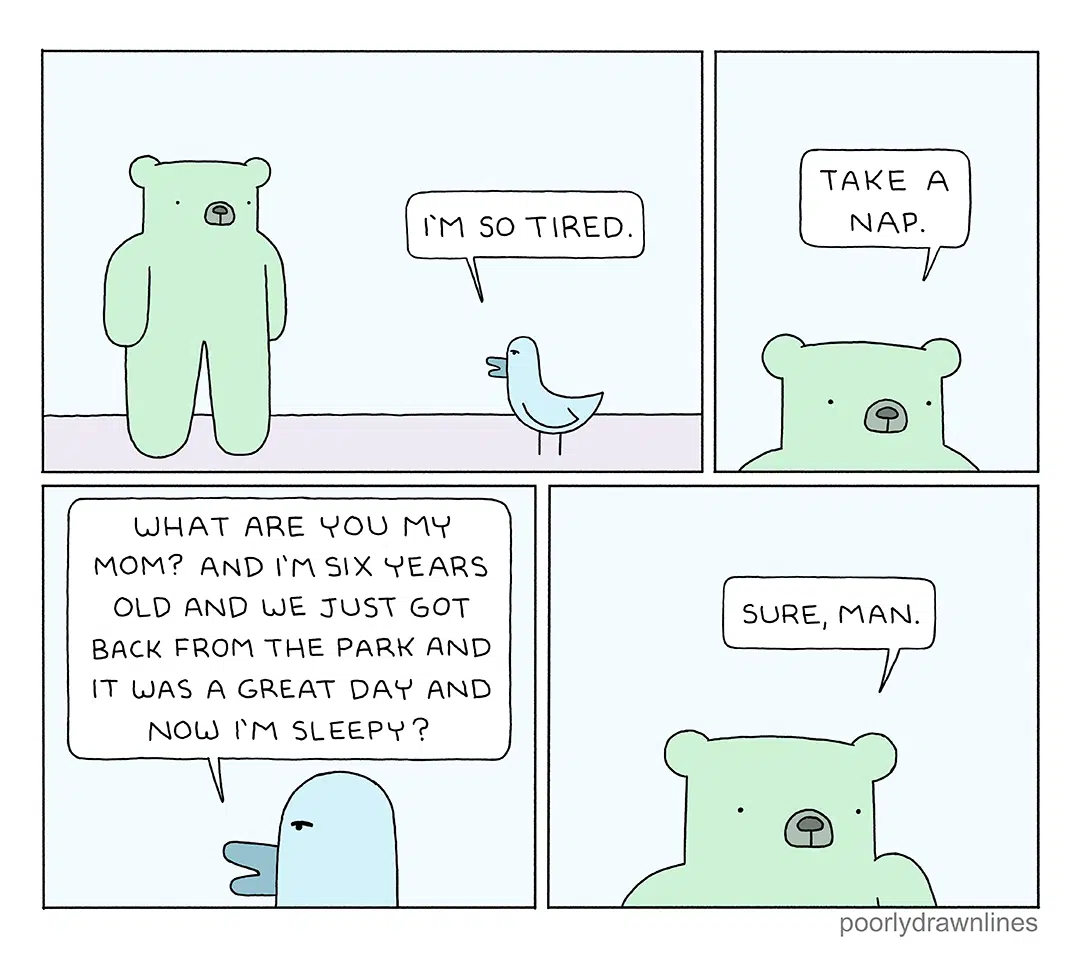 I'M SO TIRED.
TAKE A
NAP.
WHAT ARE YOU MY
MOM? AND I'M SIX YEARS
OLD AND WE JUST GOT
BACK FROM THE PARK AND
IT WAS A GREAT DAY AND
NOW I'M SLEEPY?
SURE, MAN.
poorlydrawnlines